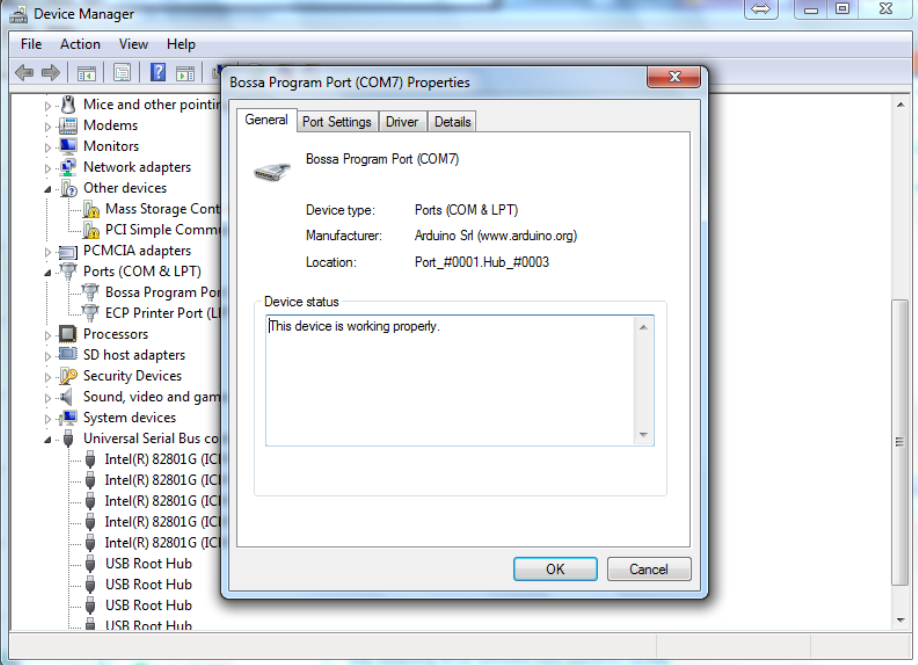 Device Manager
File Action View Help
Mice and other pointin
Modems
Monitors
Network adapters
Other devices
Mass Storage Cont
PCI Simple Commu
PCMCIA adapters
Ports (COM & LPT)
Bossa Program Por
ECP Printer Port (L
Processors
SD host adapters
Security Devices
Sound, video and gam
System devices
Universal Serial Bus co
Intel(R) 82801G (ICI
Intel(R) 82801G (ICI
Intel(R) 82801G (ICI
Intel(R) 82801G (ICI
Intel(R) 82801G (ICI
USB Root Hub
USB Root Hub
USB Root Hub
USB Root Hub
Bossa Program Port (COM7) Properties
General Port Settings Driver Details
Bossa Program Port (COM7)
Device type: Ports (COM & LPT)
Manufacturer: Arduino Srl (www.arduino.org)
Location: Port_#0001.Hub_#0003
Device status
This device is working properly.
OK Cancel